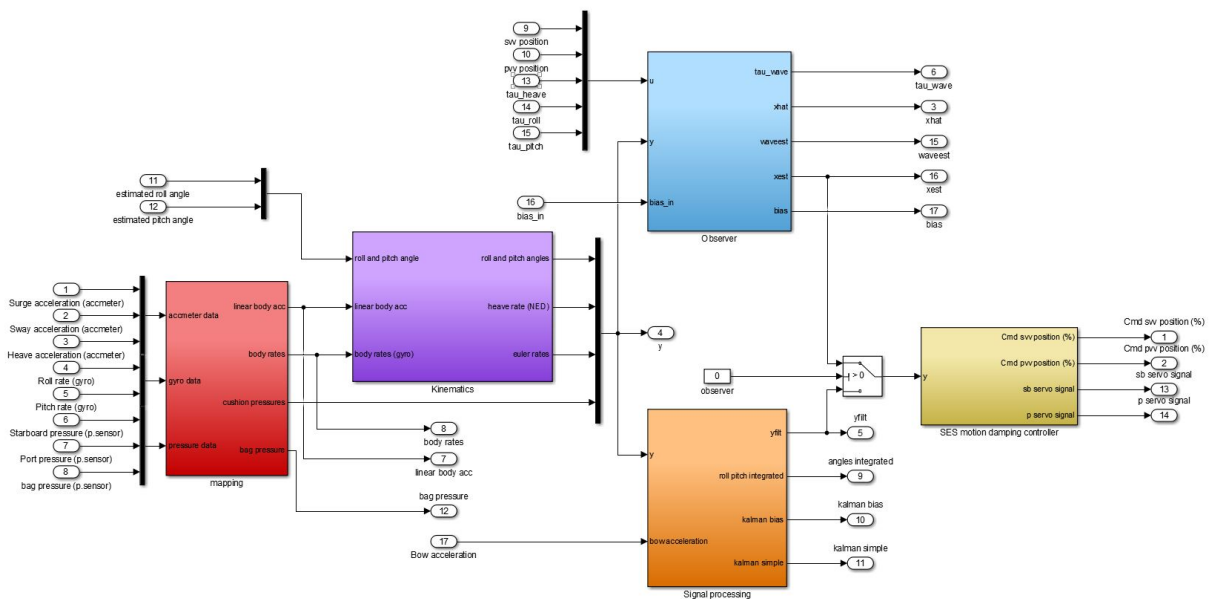 9
svv position
10
pvv position
13
tau_heave
14
tau_roll
15
tau_pitch
u
y
bias_in
tau_wave
xhat
waveest
xest
bias
Observer
6
tau_wave
3
xhat
15
waveest
16
xest
17
bias
16
bias_in
11
estimated roll angle
12
estimated pitch angle
1
Surge acceleration (accmeter)
2
Sway acceleration (accmeter)
3
Heave acceleration (accmeter)
4
Roll rate (gyro)
5
Pitch rate (gyro)
6
Starboard pressure (p.sensor)
7
Port pressure (p.sensor)
8
bag pressure (p.sensor)
accmeter data
gyro data
pressure data
linear body acc
body rates
cushion pressures
bag pressure
mapping
roll and pitch angle
linear body acc
body rates (gyro)
roll and pitch angles
heave rate (NED)
euler rates
Kinematics
4
y
8
body rates
7
linear body acc
bag pressure
12
17
Bow acceleration
y
bow acceleration
yfilt
roll pitch integrated
kalman bias
kalman simple
Signal processing
0
observer
> 0
yfilt
5
angles integrated
9
kalman bias
10
kalman simple
11
y
Cmd svv position (%)
Cmd pvv position (%)
sb servo signal
p servo signal
SES motion damping controller
Cmd svv position (%)
1
Cmd pvv position (%)
2
sb servo signal
13
p servo signal
14